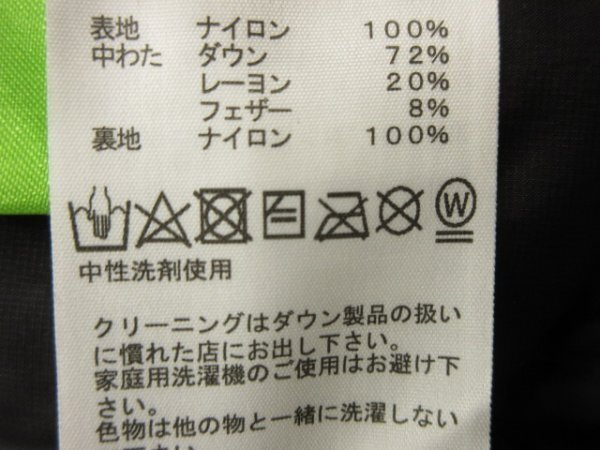 表地 ナイロン 100%
中わた ダウン 72%
レーヨン 20%
フェザー 8%
裏地 ナイロン 100%
W
中性洗剤使用
クリーニングはダウン製品の扱い
に慣れた店にお出し下さい。
家庭用洗濯機のご使用はお避け下
さい。
色物は他の物と一緒に洗濯しない